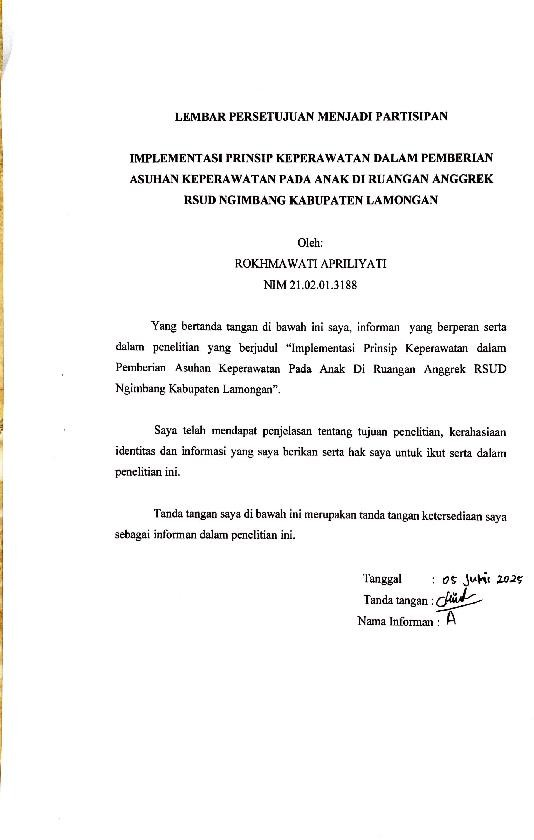 LEMBAR PERSETUJUAN MENJADI PARTISIPAN
IMPLEMENTASI PRINSIP KEPERAWATAN DALAM PEMBERIAN
ASUHAN KEPERAWATAN PADA ANAK DI RUANGAN ANGGREK
RSUD NGIMBANG KABUPATEN LAMONGAN
Oleh:
ROKHMAWATI APRILIYATI
NIM 21.02.01.3188
Yang bertanda tangan di bawah ini saya, informan yang berperan serta
dalam penelitian yang berjudul “Implementasi Prinsip Keperawatan dalam
Pemberian Asuhan Keperawatan Pada Anak Di Ruangan Anggrek RSUD
Ngimbang Kabupaten Lamongan”.
Saya telah mendapat penjelasan tentang tujuan penelitian, kerahasiaan
identitas dan informasi yang saya berikan serta hak saya untuk ikut serta dalam
penelitian ini.
Tanda tangan saya di bawah ini merupakan tanda tangan ketersediaan saya
sebagai informan dalam penelitian ini.
Tanggal : 05 2025
Tanda tangan :
Nama Informan : A